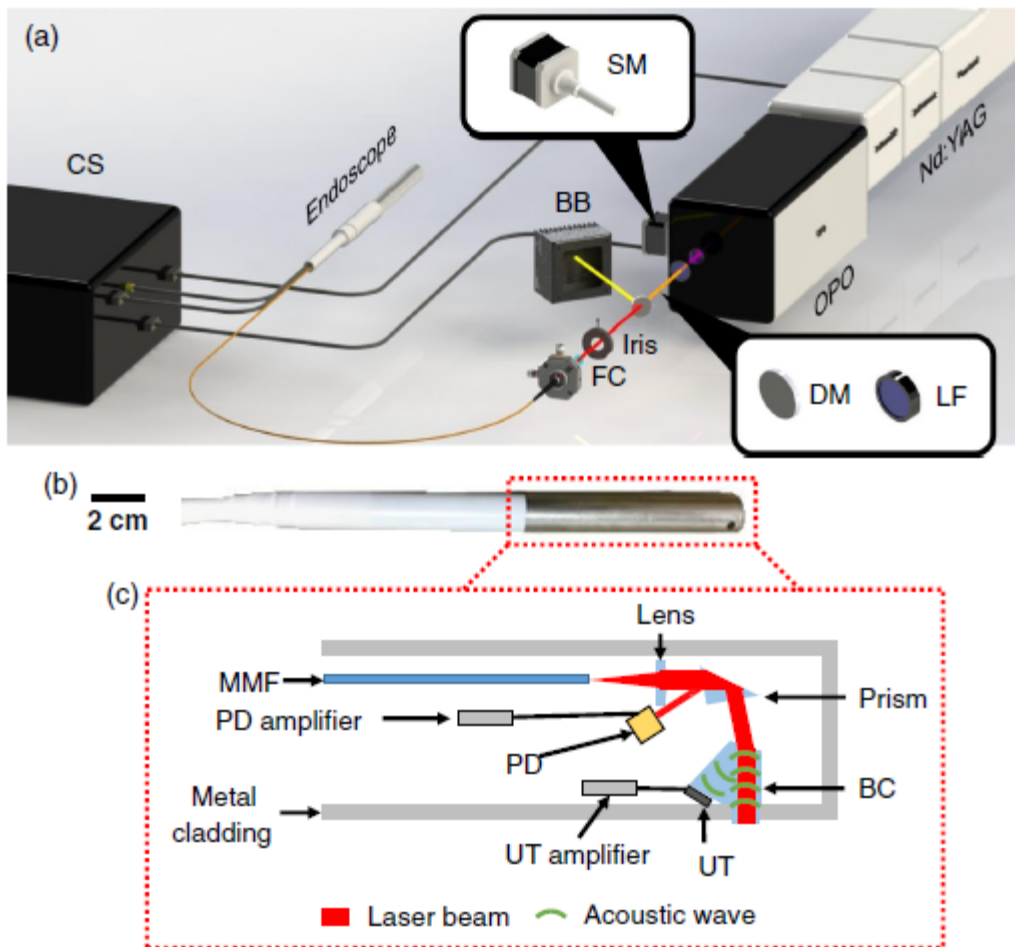 (a)
SM
CS
Endoscope
BB
Nd:YAG
OPO
Iris
FC
DM
LF
(b)
2 cm
(c)
Lens
MMF
Prism
PD amplifier
PD
BC
Metal
cladding
UT amplifier
UT
Laser beam
Acoustic wave